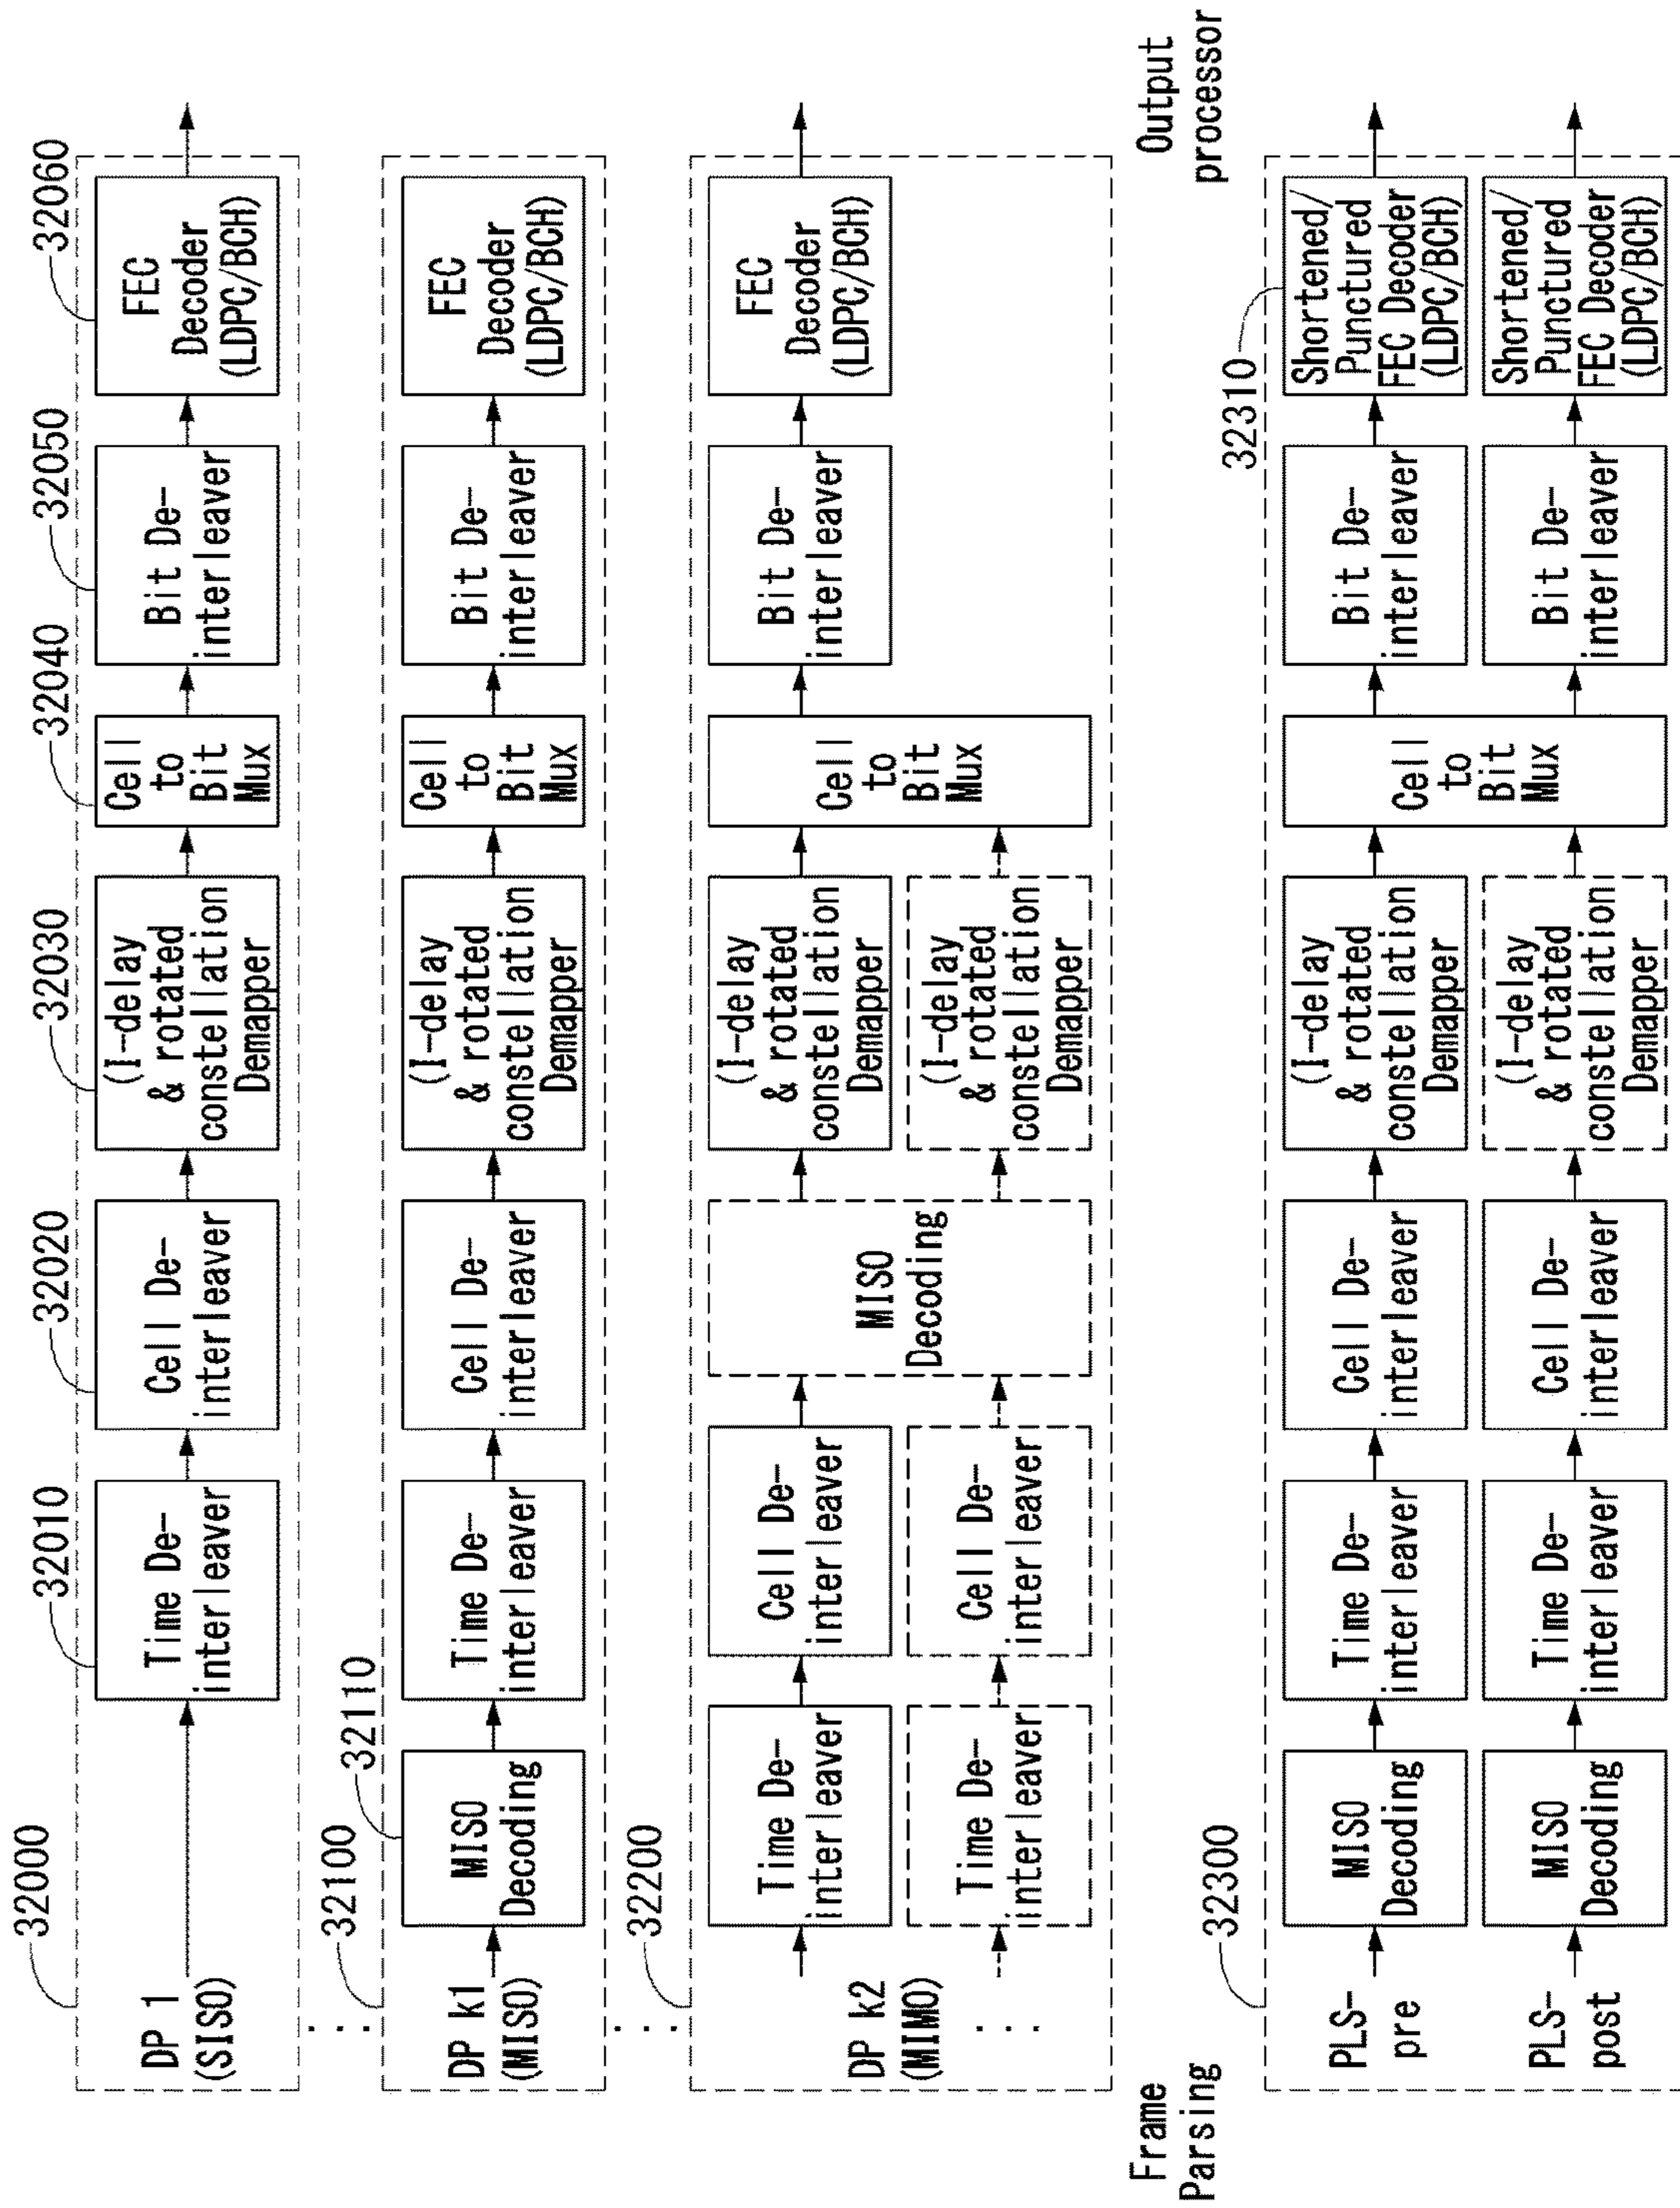 32000
DP 1
(SISO)
32010
Time De-
interleaver
32020
Cell De-
interleaver
32030
(I-delay
& rotated
constellation
Demapper
32040
Cell
to
Bit
Mux
32050
Bit De-
interleaver
32060
FEC
Decoder
(LDPC/BCH)
...
32100
DP k1
(MISO)
32110
MISO
Decoding
Time De-
interleaver
Cell De-
interleaver
(I-delay
& rotated
constellation
Demapper
Cell
to
Bit
Mux
Bit De-
interleaver
FEC
Decoder
(LDPC/BCH)
...
32200
DP k2
(MIMO)
...
Time De-
interleaver
Time De-
interleaver
Cell De-
interleaver
Cell De-
interleaver
MISO
Decoding
(I-delay
& rotated
constellation
Demapper
(I-delay
& rotated
constellation
Demapper
Cell
to
Bit
Mux
Bit De-
interleaver
FEC
Decoder
(LDPC/BCH)
Frame
Parsing
Output
processor
32300
PLS-
pre
MISO
Decoding
Time De-
interleaver
Cell De-
interleaver
(I-delay
& rotated
constellation
Demapper
Cell
to
Bit
Mux
Bit De-
interleaver
32310
Shortened/
Punctured
FEC Decoder
(LDPC/BCH)
PLS-
post
MISO
Decoding
Time De-
interleaver
Cell De-
interleaver
(I-delay
& rotated
constellation
Demapper
Bit De-
interleaver
Shortened/
Punctured
FEC Decoder
(LDPC/BCH)